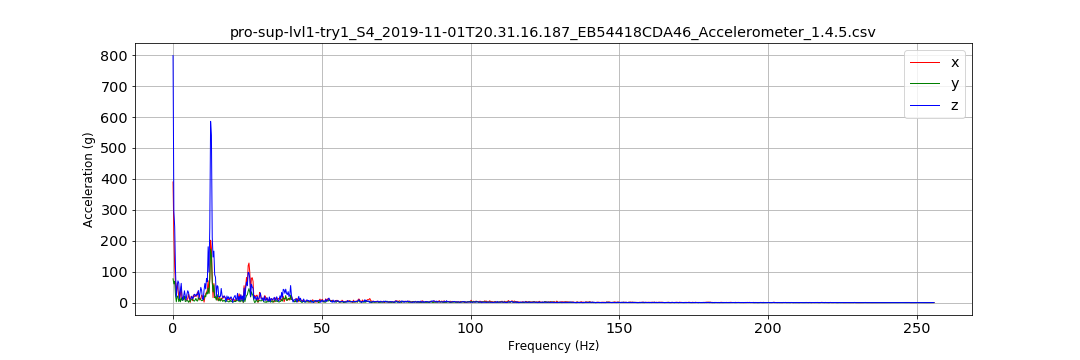 pro-sup-lvl1-try1_S4_2019-11-01T20.31.16.187_EB54418CDA46_Accelerometer_1.4.5.csv
x
y
z
800
700
600
500
400
300
200
100
0
Acceleration (g)
0 50 100 150 200 250
Frequency (Hz)